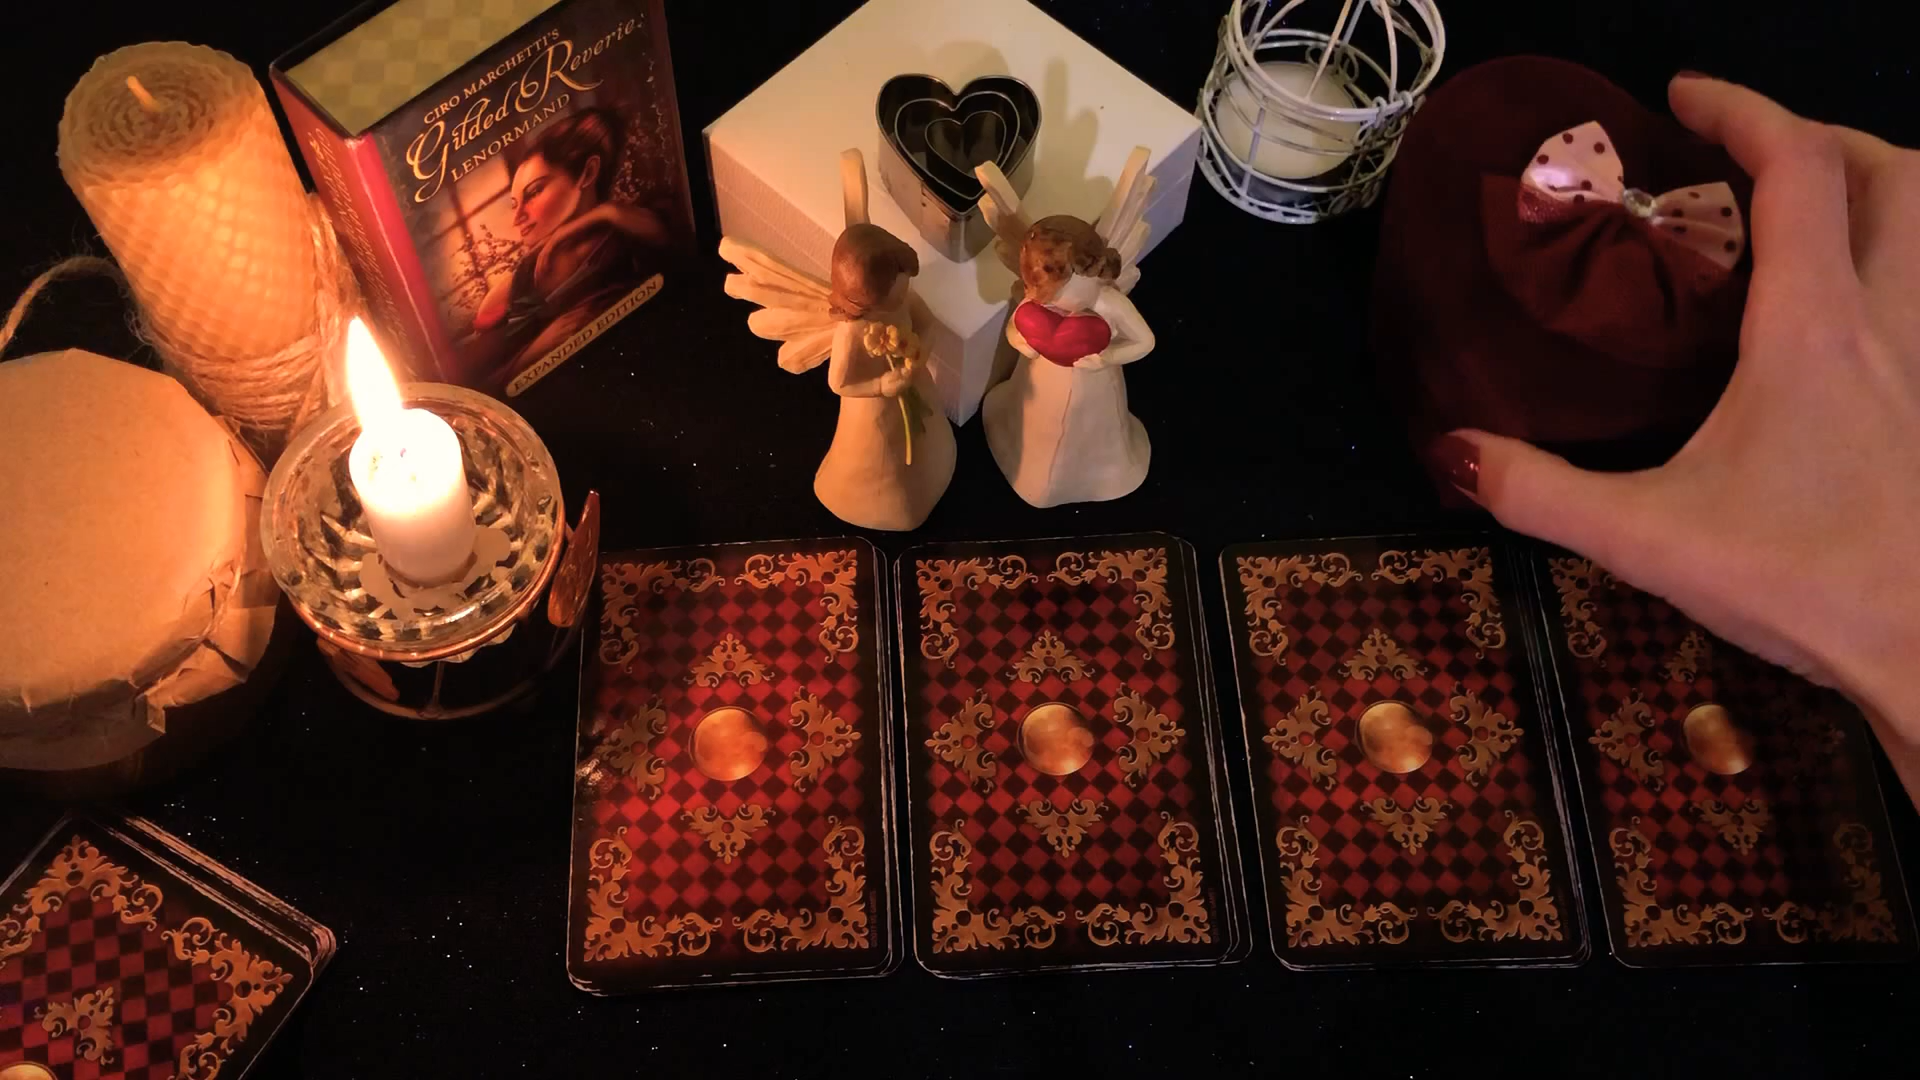 CIRO MARCHETTI'S
Gilded Reverie
LENORMAND
EXPANDED EDITION